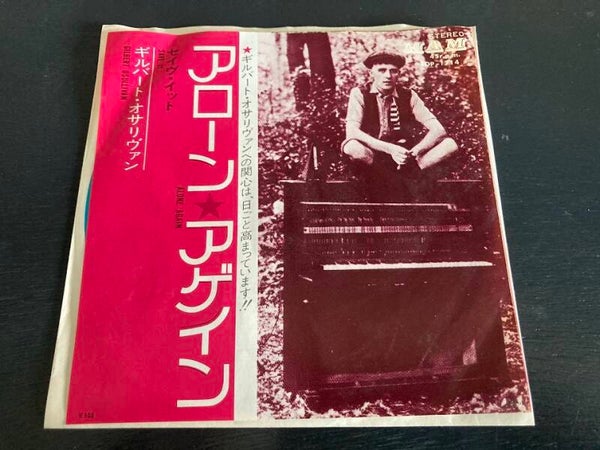 STEREO
MAM
45r.p.m.
★ギルバート・オサリヴァンへの関心は、日ごと高まっています!!
アローン★アゲイン
ALONE AGAIN
セイヴ・イット
SAVE IT
ギルバート・オサリヴァン
GILBERT O'SULLIVAN